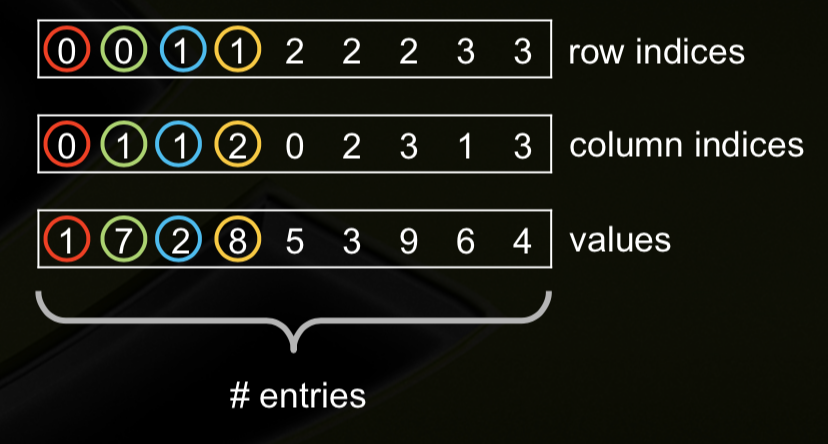 0 0 1 1 2 2 2 3 3 row indices
0 1 1 2 0 2 3 1 3 column indices
1 7 2 8 5 3 9 6 4 values
# entries